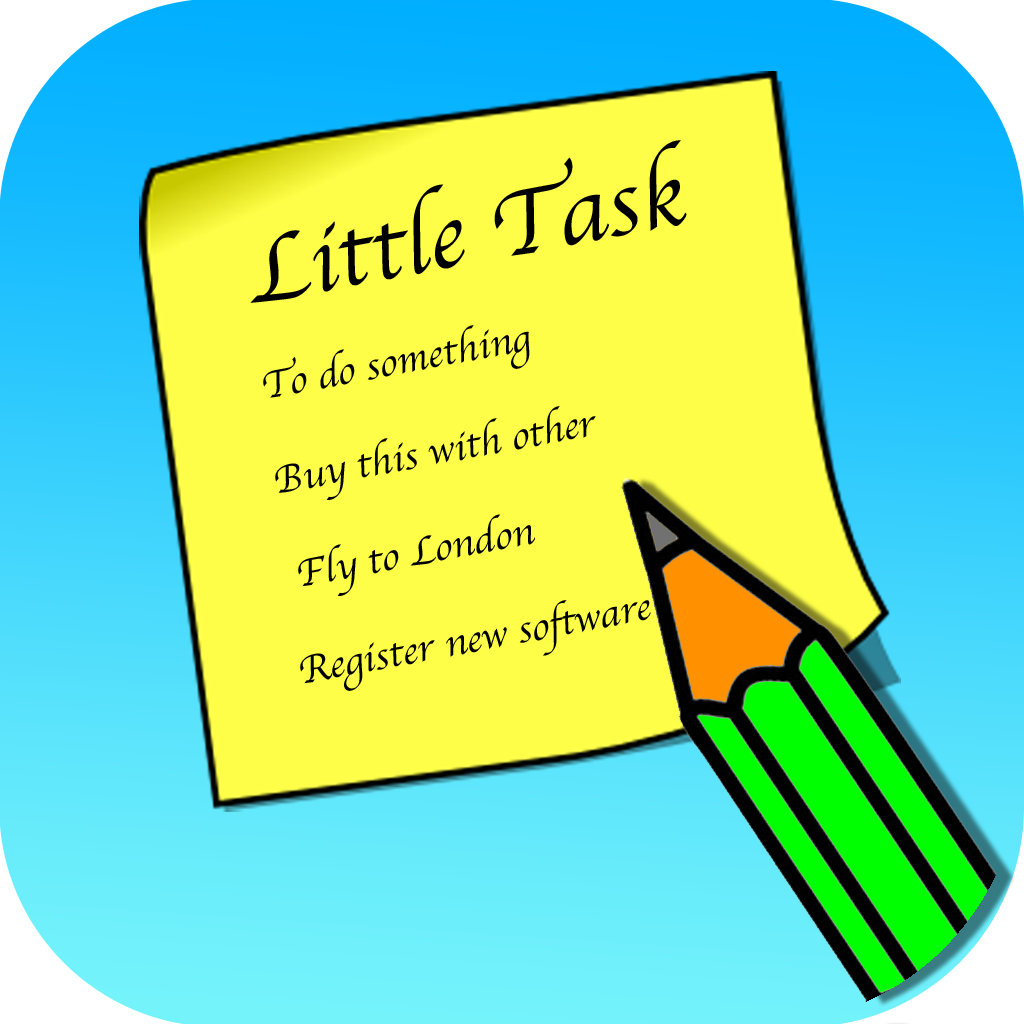 Little Task
To do something
Buy this with other
Fly to London
Register new software